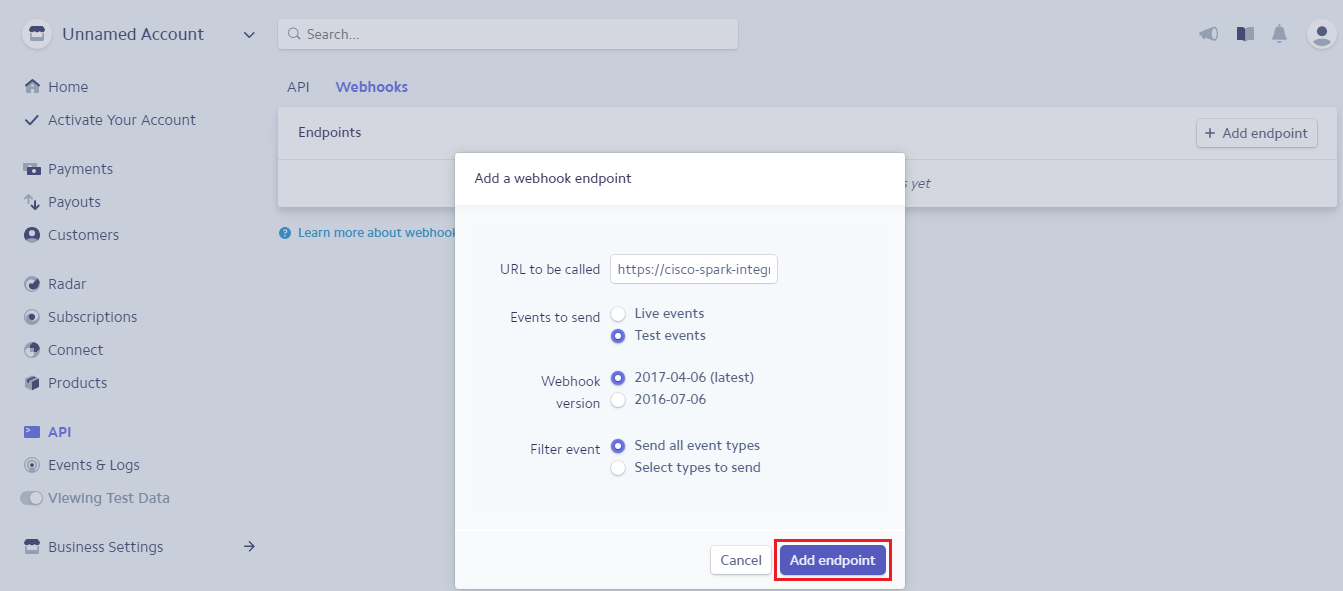 Unnamed Account
Search...
Home
Activate Your Account
Payments
Payouts
Customers
Radar
Subscriptions
Connect
Products
API
Events & Logs
Viewing Test Data
Business Settings
API Webhooks
Endpoints
+ Add endpoint
yet
Learn more about webhook
Add a webhook endpoint
URL to be called https://cisco-spark-integr
Events to send
Live events
Test events
Webhook
version
2017-04-06 (latest)
2016-07-06
Filter event
Send all event types
Select types to send
Cancel Add endpoint